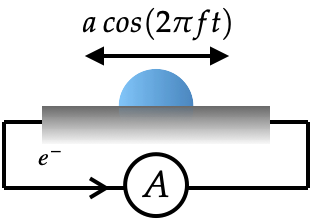 a cos(2πft)
e⁻
A